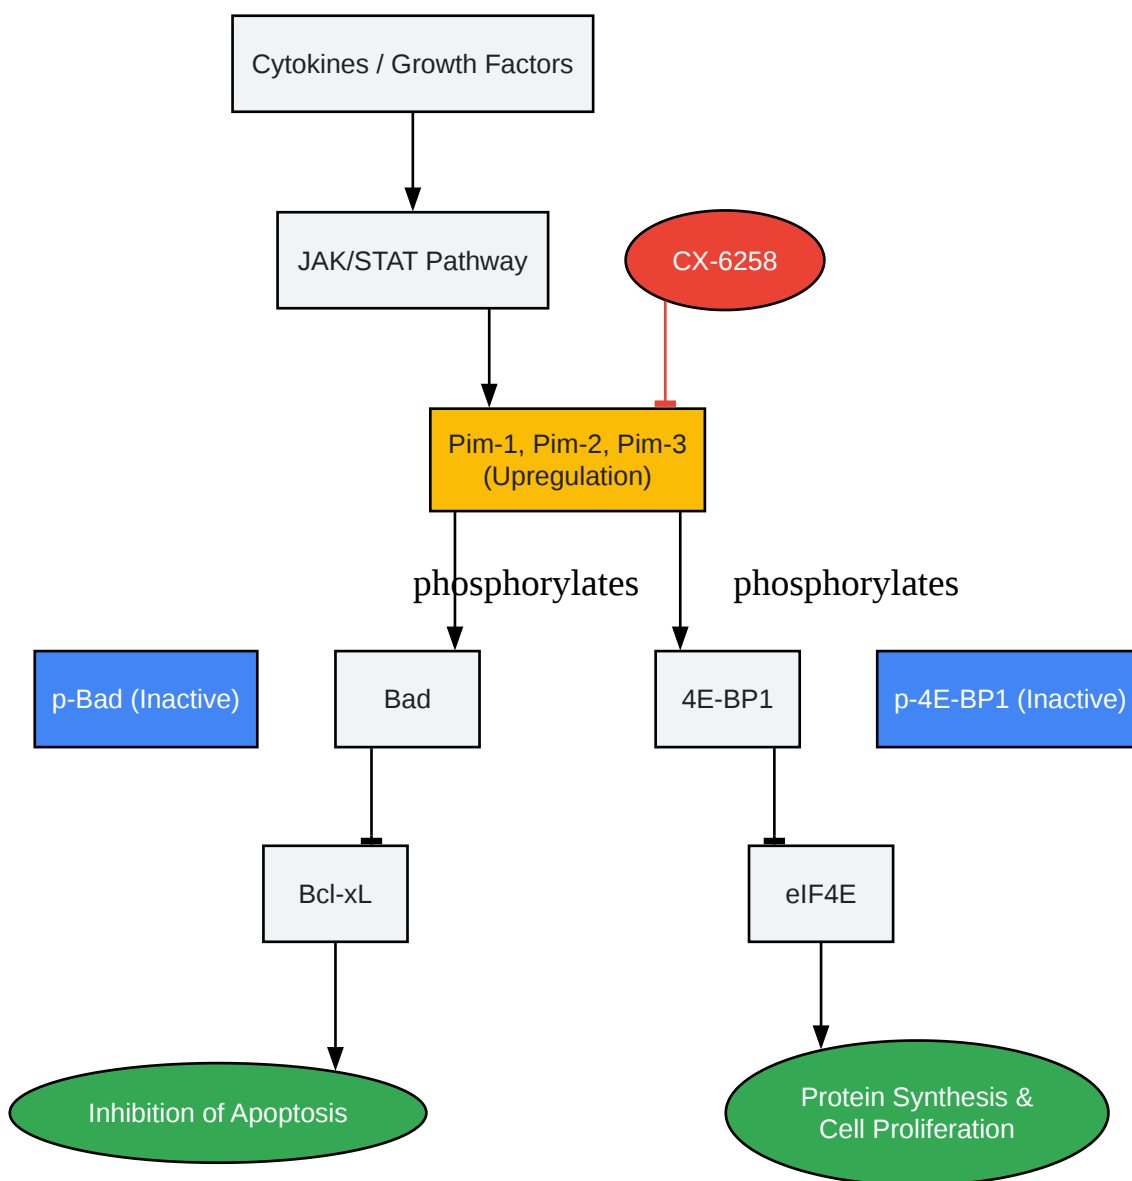 Cytokines / Growth Factors
JAK/STAT Pathway
CX-6258
Pim-1, Pim-2, Pim-3
(Upregulation)
phosphorylates
phosphorylates
p-Bad (Inactive)
Bad
4E-BP1
p-4E-BP1 (Inactive)
Bcl-xL
eIF4E
Inhibition of Apoptosis
Protein Synthesis &
Cell Proliferation